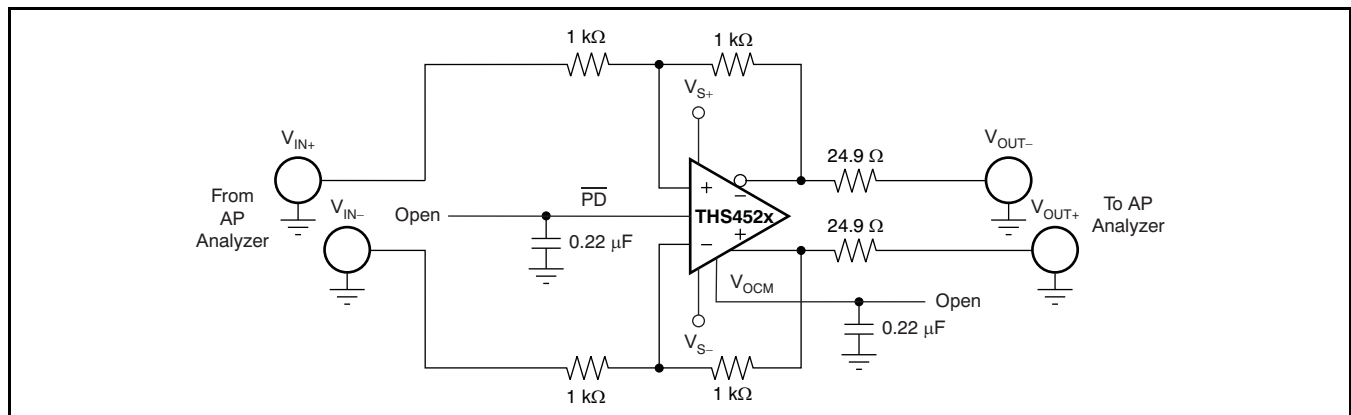 1 kΩ
1 kΩ
V_S+
V_IN+
V_OUT−
24.9 Ω
From
AP
Analyzer
V_IN−
Open
PD
+
−
THS452x
−
+
0.22 μF
24.9 Ω
V_OUT+
To AP
Analyzer
V_OCM
Open
0.22 μF
V_S−
1 kΩ
1 kΩ